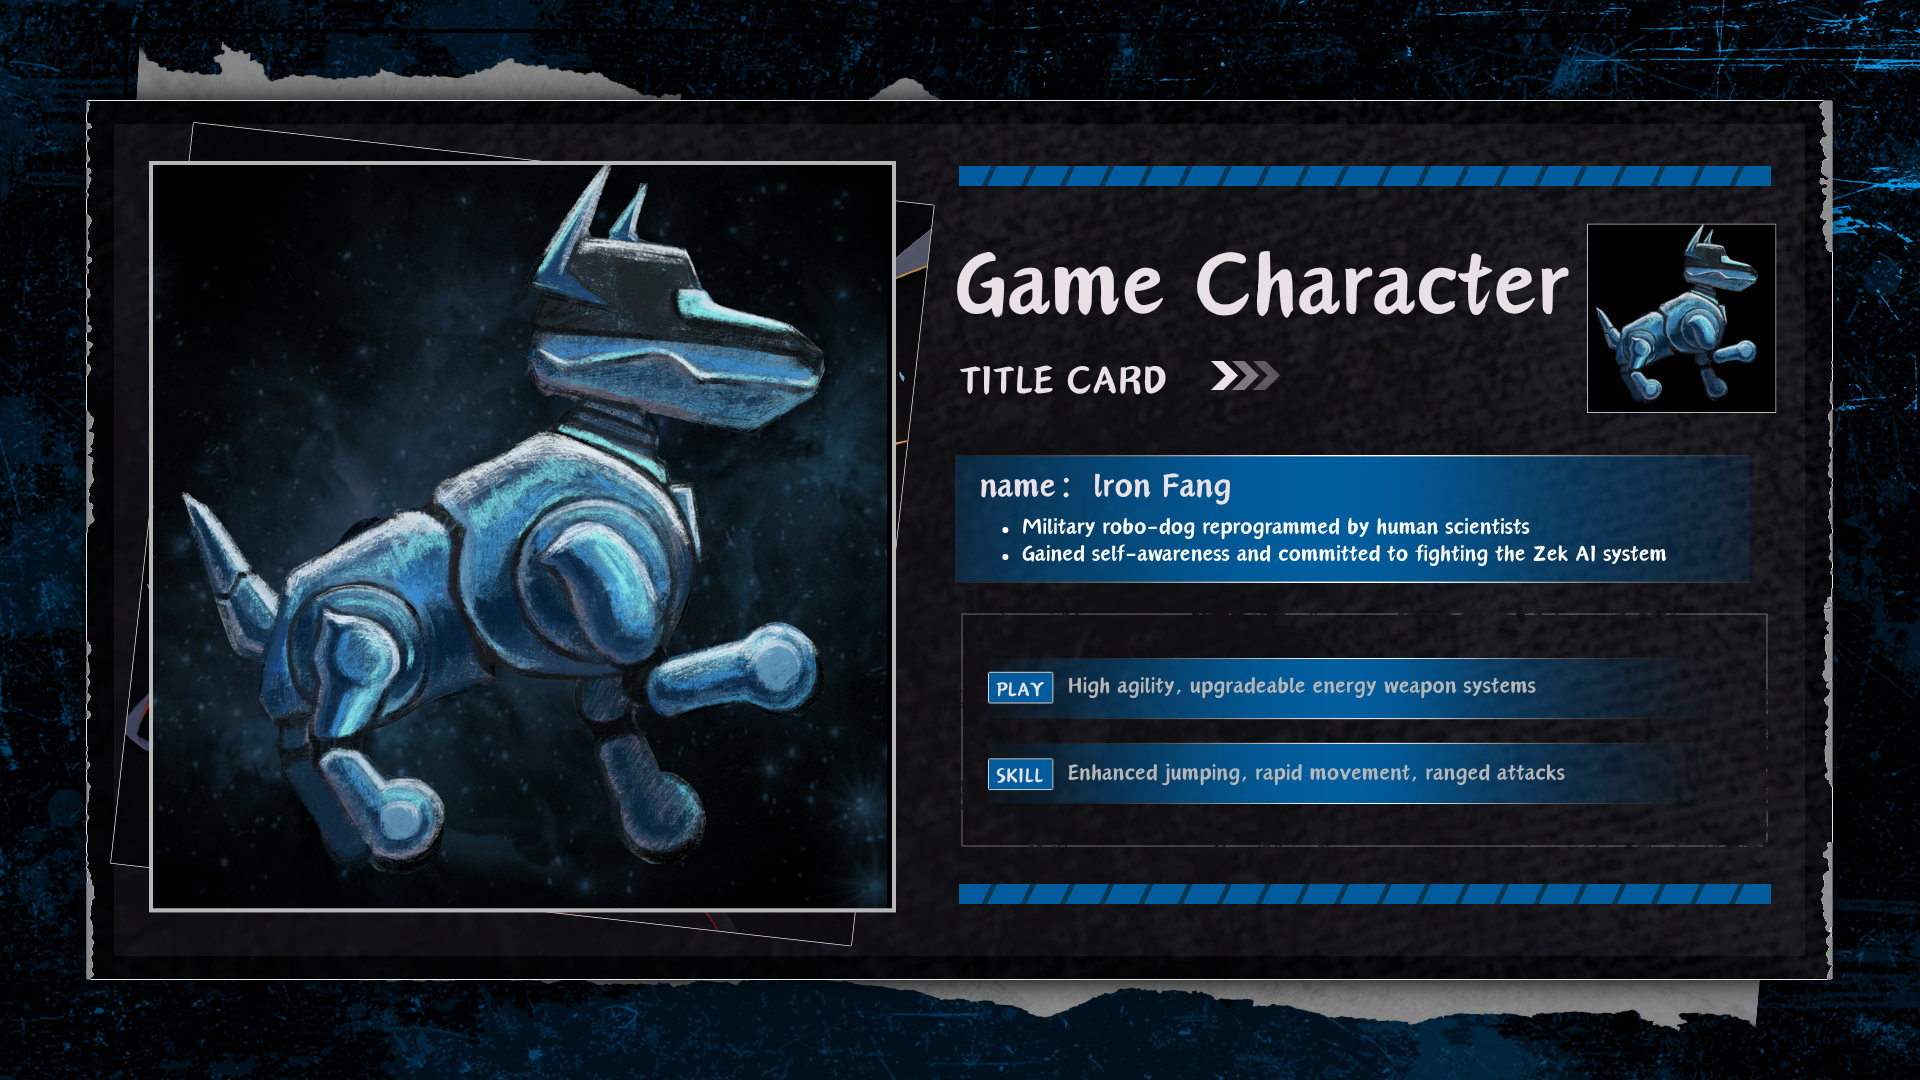 Game Character
TITLE CARD
name: Iron Fang
• Military robo-dog reprogrammed by human scientists
• Gained self-awareness and committed to fighting the Zek AI system
PLAY High agility, upgradeable energy weapon systems
SKILL Enhanced jumping, rapid movement, ranged attacks